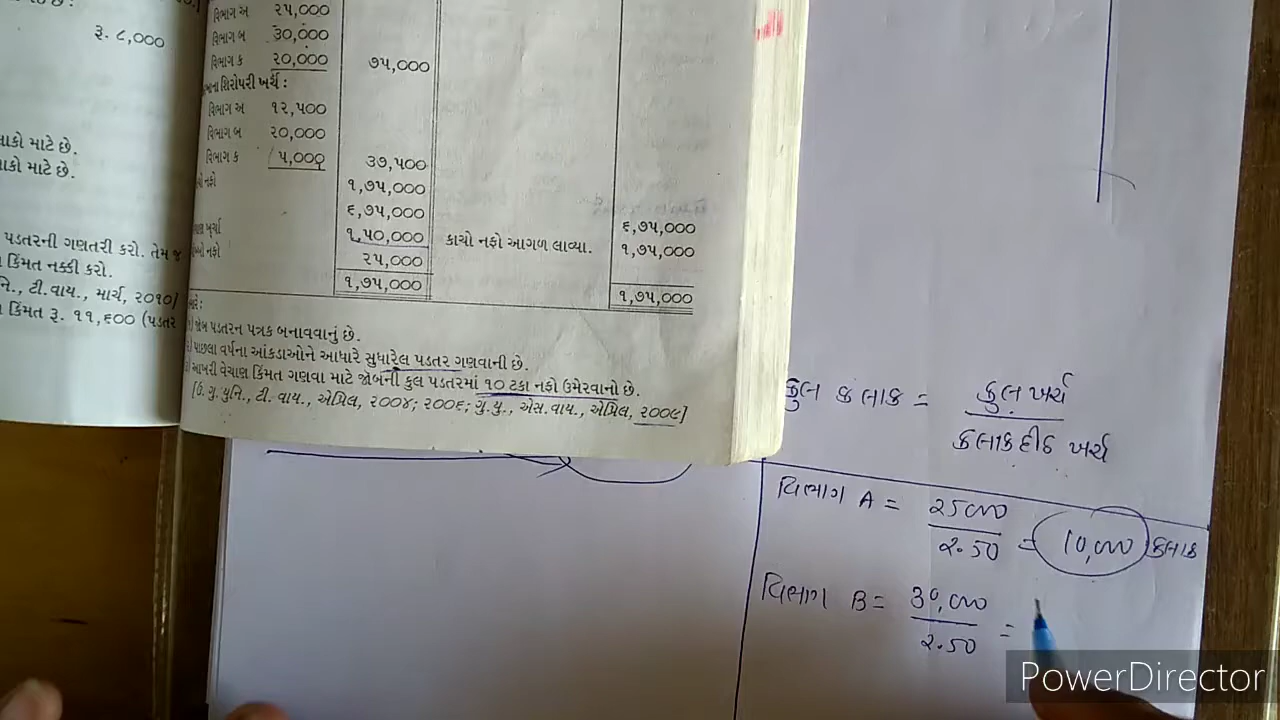 રૂ. ૮,૦૦૦
માટે છે.
માટે છે.
પડતરની ગણતરી કરો. તેમ જ
કિંમત નક્કી કરો.
ટી.વાય., માર્ચ, ૨૦૧૦]
કિંમત રૂ. ૧૧,૬૦૦ (પડતર
વિભાગ અ ૨૫,૦૦૦
વિભાગ બ ૩૦,૦૦૦
વિભાગ ક ૨૦,૦૦૦ ૭૫,૦૦૦
શિરોપરી ખર્ચ :
વિભાગ અ ૧૨,૫૦૦
વિભાગ બ ૨૦,૦૦૦
વિભાગ ક ૫,૦૦૦ ૩૭,૫૦૦
નફો ૧,૭૫,૦૦૦
૬,૭૫,૦૦૦ ૬,૭૫,૦૦૦
ખર્ચા ૧,૫૦,૦૦૦ કાચો નફો આગળ લાવ્યા. ૧,૭૫,૦૦૦
નફો ૨૫,૦૦૦
૧,૭૫,૦૦૦ ૧,૭૫,૦૦૦
જોબ પડતરન પત્રક બનાવવાનું છે.
પાછલા વર્ષના આંકડાઓને આધારે સુધારેલ પડતર ગણવાની છે.
આખરી વેચાણ કિંમત ગણવા માટે જોબની કુલ પડતરમાં ૧૦ ટકા નફો ઉમેરવાનો છે.
[ઉ. ગુ. યુનિ., ટી. વાય., એપ્રિલ, ૨૦૦૪; ૨૦૦૬; ગુ.યુ., એસ.વાય., એપ્રિલ, ૨૦૦૯]
કુલ કલાક = કુલ ખર્ચ
કલાકદીઠ ખર્ચ
વિભાગ A = 25000
2.50 = 10,000 કલાક
વિભાગ B = 30,000
2.50 =
PowerDirector